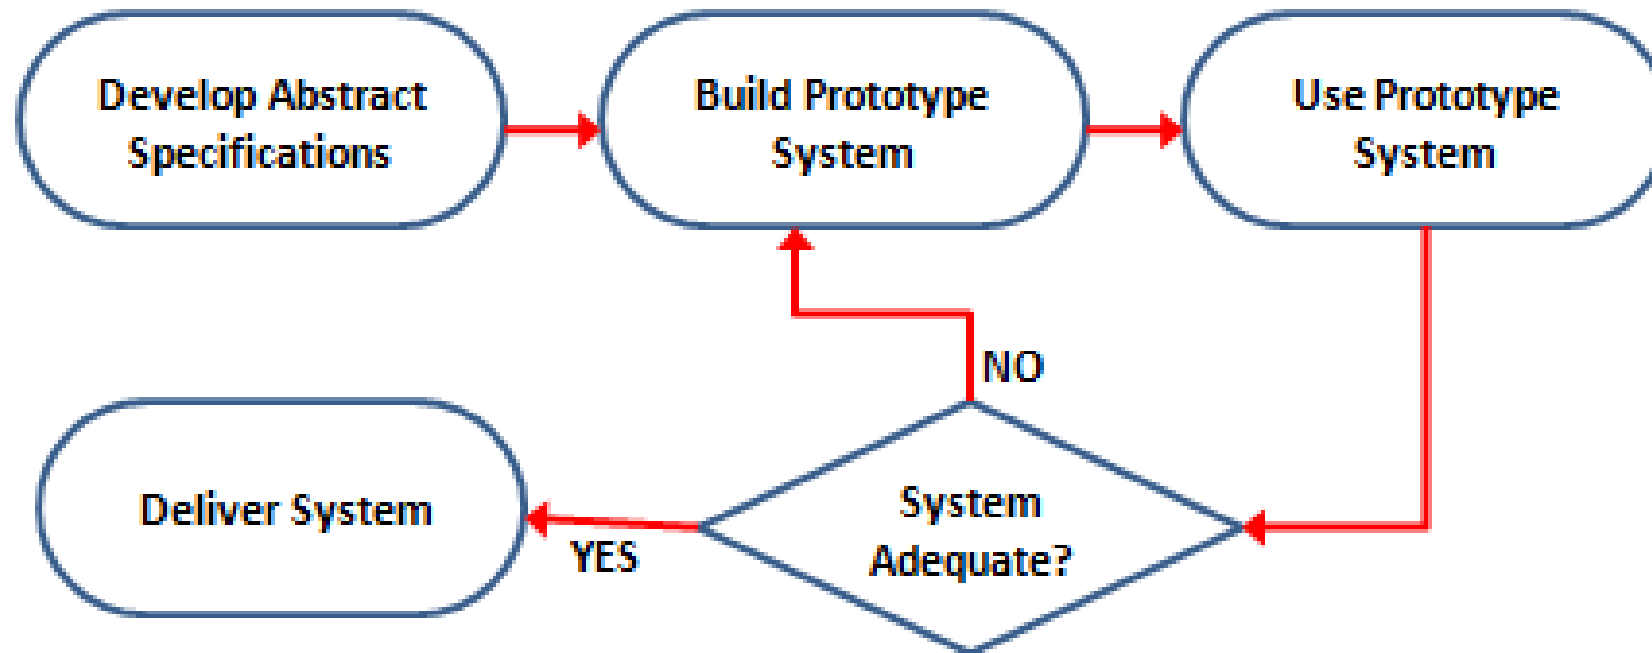 Develop Abstract
Specifications
Build Prototype
System
Use Prototype
System
NO
System
Adequate?
YES
Deliver System